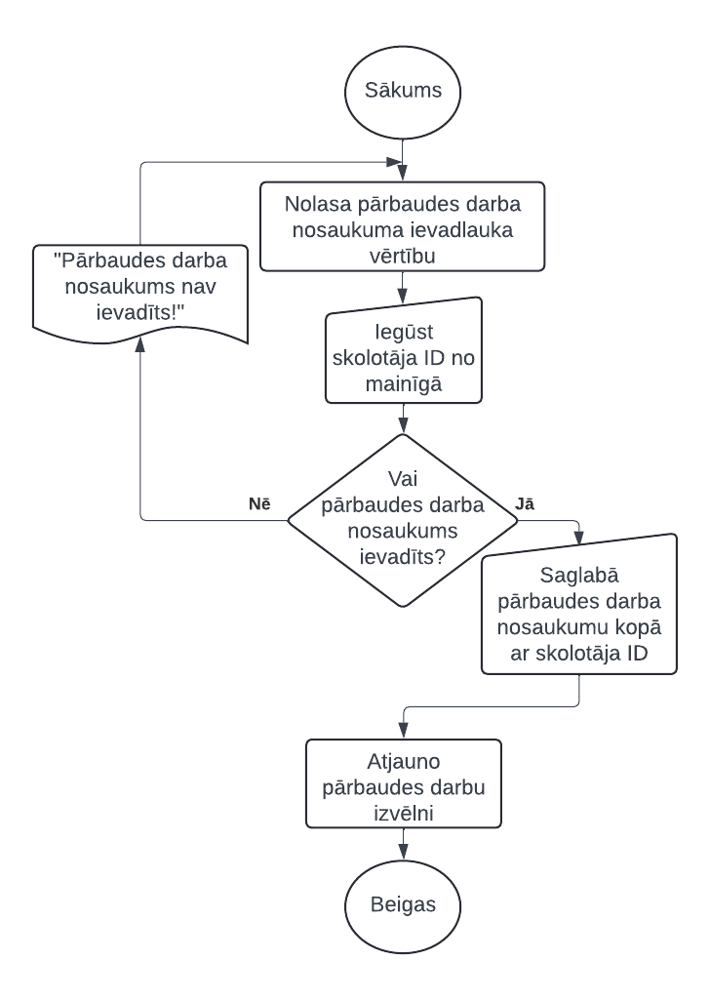 Sākums
Nolasa pārbaudes darba
nosaukuma ievadlauka
vērtību
"Pārbaudes darba
nosaukums nav
ievadīts!"
Iegūst
skolotāja ID no
mainīgā
Vai
pārbaudes darba
nosaukums
ievadīts?
Nē
Jā
Saglabā
pārbaudes darba
nosaukumu kopā
ar skolotāja ID
Atjauno
pārbaudes darbu
izvēlni
Beigas